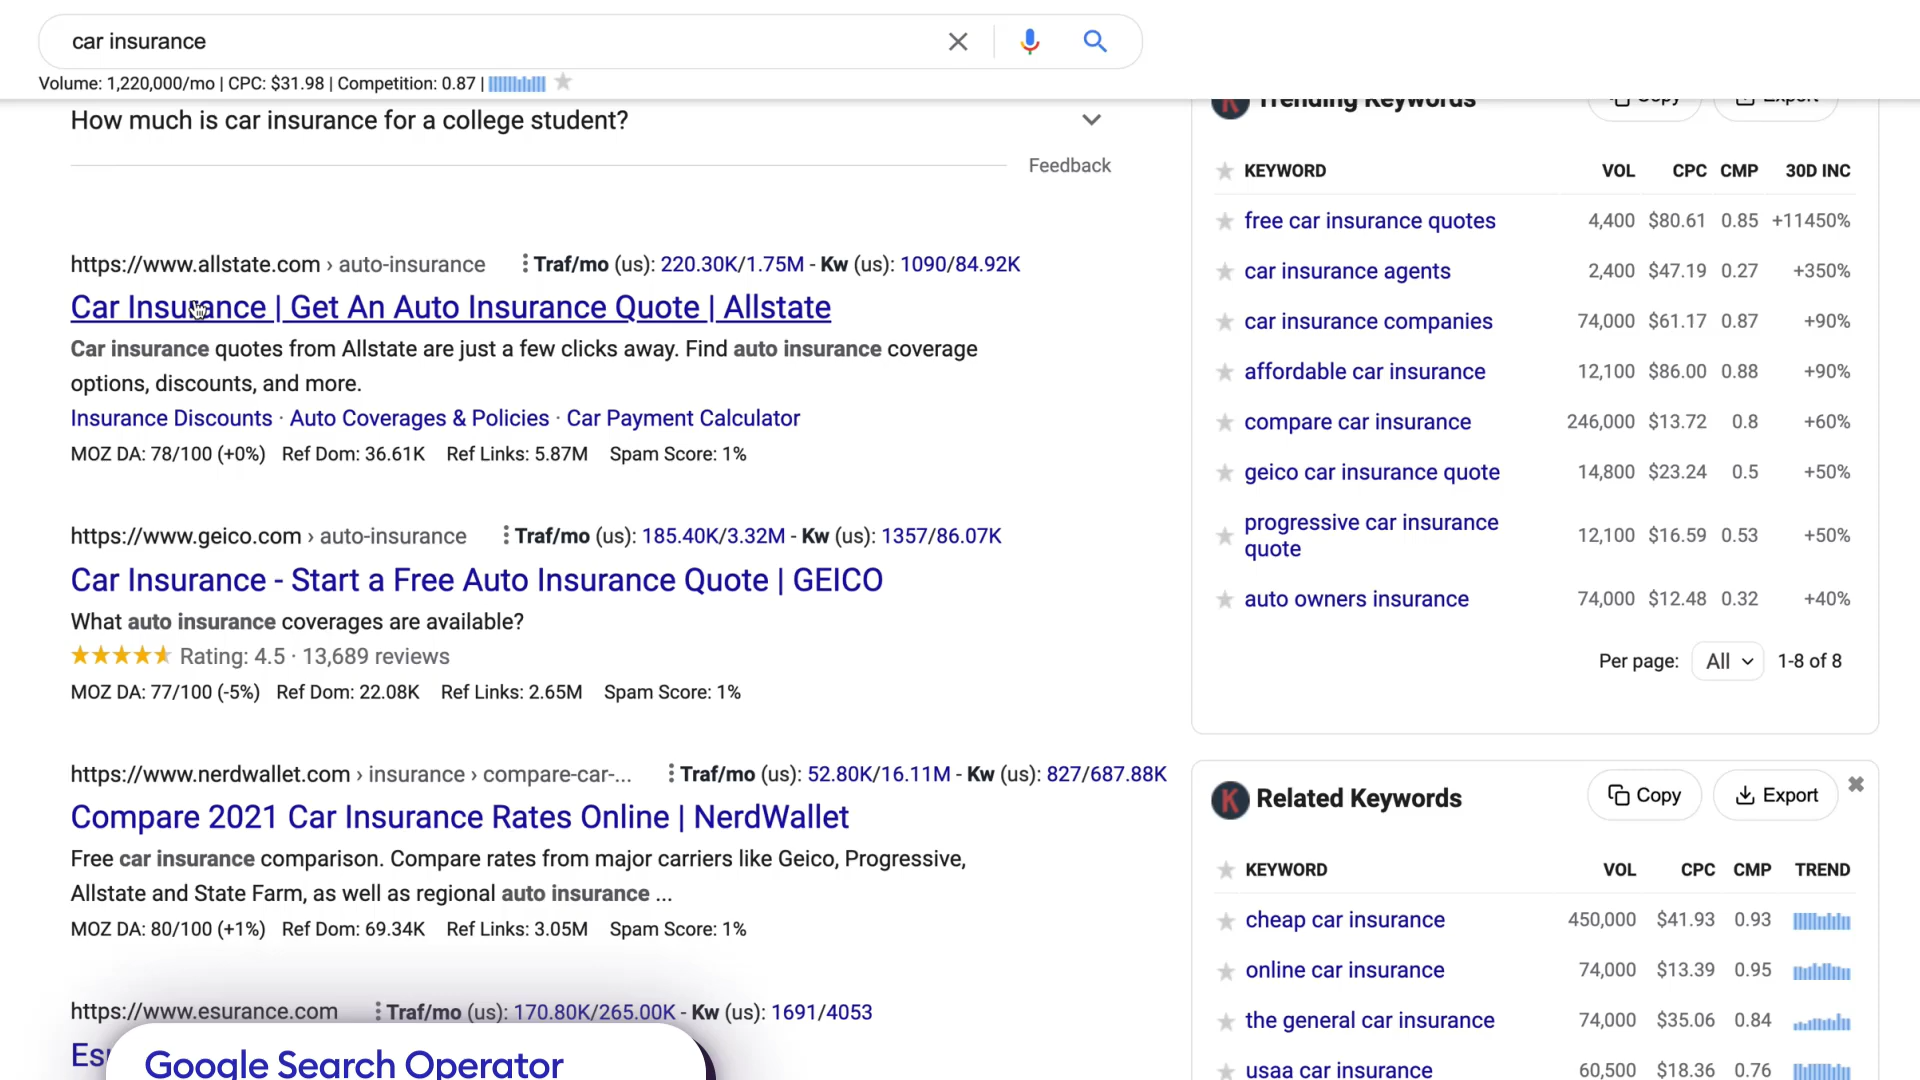 car insurance
Volume: 1,220,000/mo | CPC: $31.98 | Competition: 0.87 |
How much is car insurance for a college student?
Feedback
https://www.allstate.com › auto-insurance Traf/mo (us): 220.30K/1.75M - Kw (us): 1090/84.92K
Car Insurance | Get An Auto Insurance Quote | Allstate
Car insurance quotes from Allstate are just a few clicks away. Find auto insurance coverage
options, discounts, and more.
Insurance Discounts · Auto Coverages & Policies · Car Payment Calculator
MOZ DA: 78/100 (+0%) Ref Dom: 36.61K Ref Links: 5.87M Spam Score: 1%
https://www.geico.com › auto-insurance Traf/mo (us): 185.40K/3.32M - Kw (us): 1357/86.07K
Car Insurance - Start a Free Auto Insurance Quote | GEICO
What auto insurance coverages are available?
Rating: 4.5 · 13,689 reviews
MOZ DA: 77/100 (-5%) Ref Dom: 22.08K Ref Links: 2.65M Spam Score: 1%
https://www.nerdwallet.com › insurance › compare-car-... Traf/mo (us): 52.80K/16.11M - Kw (us): 827/687.88K
Compare 2021 Car Insurance Rates Online | NerdWallet
Free car insurance comparison. Compare rates from major carriers like Geico, Progressive,
Allstate and State Farm, as well as regional auto insurance ...
MOZ DA: 80/100 (+1%) Ref Dom: 69.34K Ref Links: 3.05M Spam Score: 1%
https://www.esurance.com Traf/mo (us): 170.80K/265.00K - Kw (us): 1691/4053
Google Search Operator
Trending Keywords Copy Export
KEYWORD VOL CPC CMP 30D INC
free car insurance quotes 4,400 $80.61 0.85 +11450%
car insurance agents 2,400 $47.19 0.27 +350%
car insurance companies 74,000 $61.17 0.87 +90%
affordable car insurance 12,100 $86.00 0.88 +90%
compare car insurance 246,000 $13.72 0.8 +60%
geico car insurance quote 14,800 $23.24 0.5 +50%
progressive car insurance
quote 12,100 $16.59 0.53 +50%
auto owners insurance 74,000 $12.48 0.32 +40%
Per page: All 1-8 of 8
K Related Keywords Copy Export
KEYWORD VOL CPC CMP TREND
cheap car insurance 450,000 $41.93 0.93
online car insurance 74,000 $13.39 0.95
the general car insurance 74,000 $35.06 0.84
usaa car insurance 60,500 $18.36 0.76